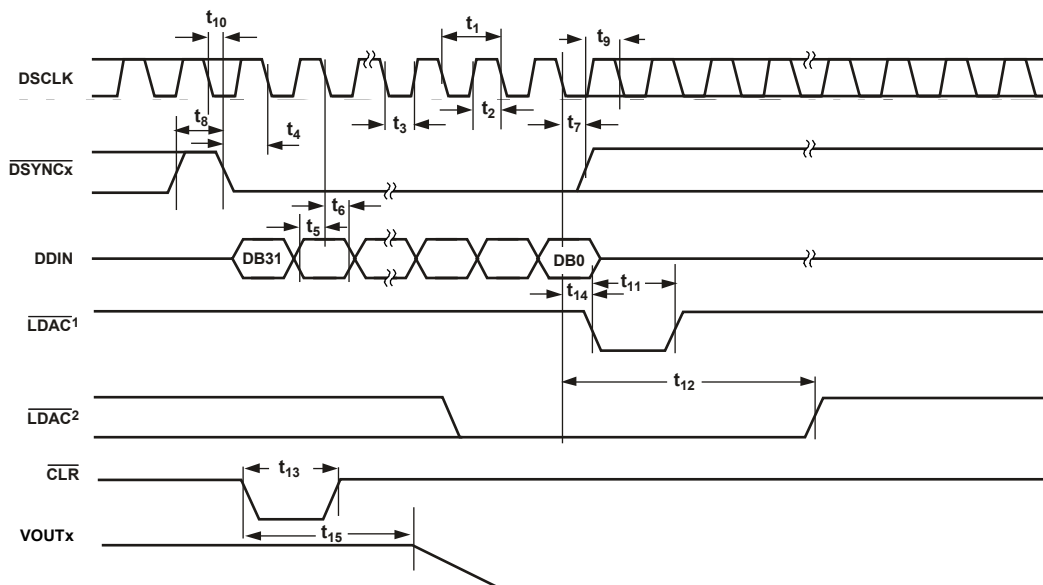 t10
t1
t9
DSCLK
t8
t4
t3
t2
t7
DSYNCx
t6
t5
DDIN
DB31
DB0
t14
t11
LDAC1
t12
LDAC2
CLR
t13
t15
VOUTx